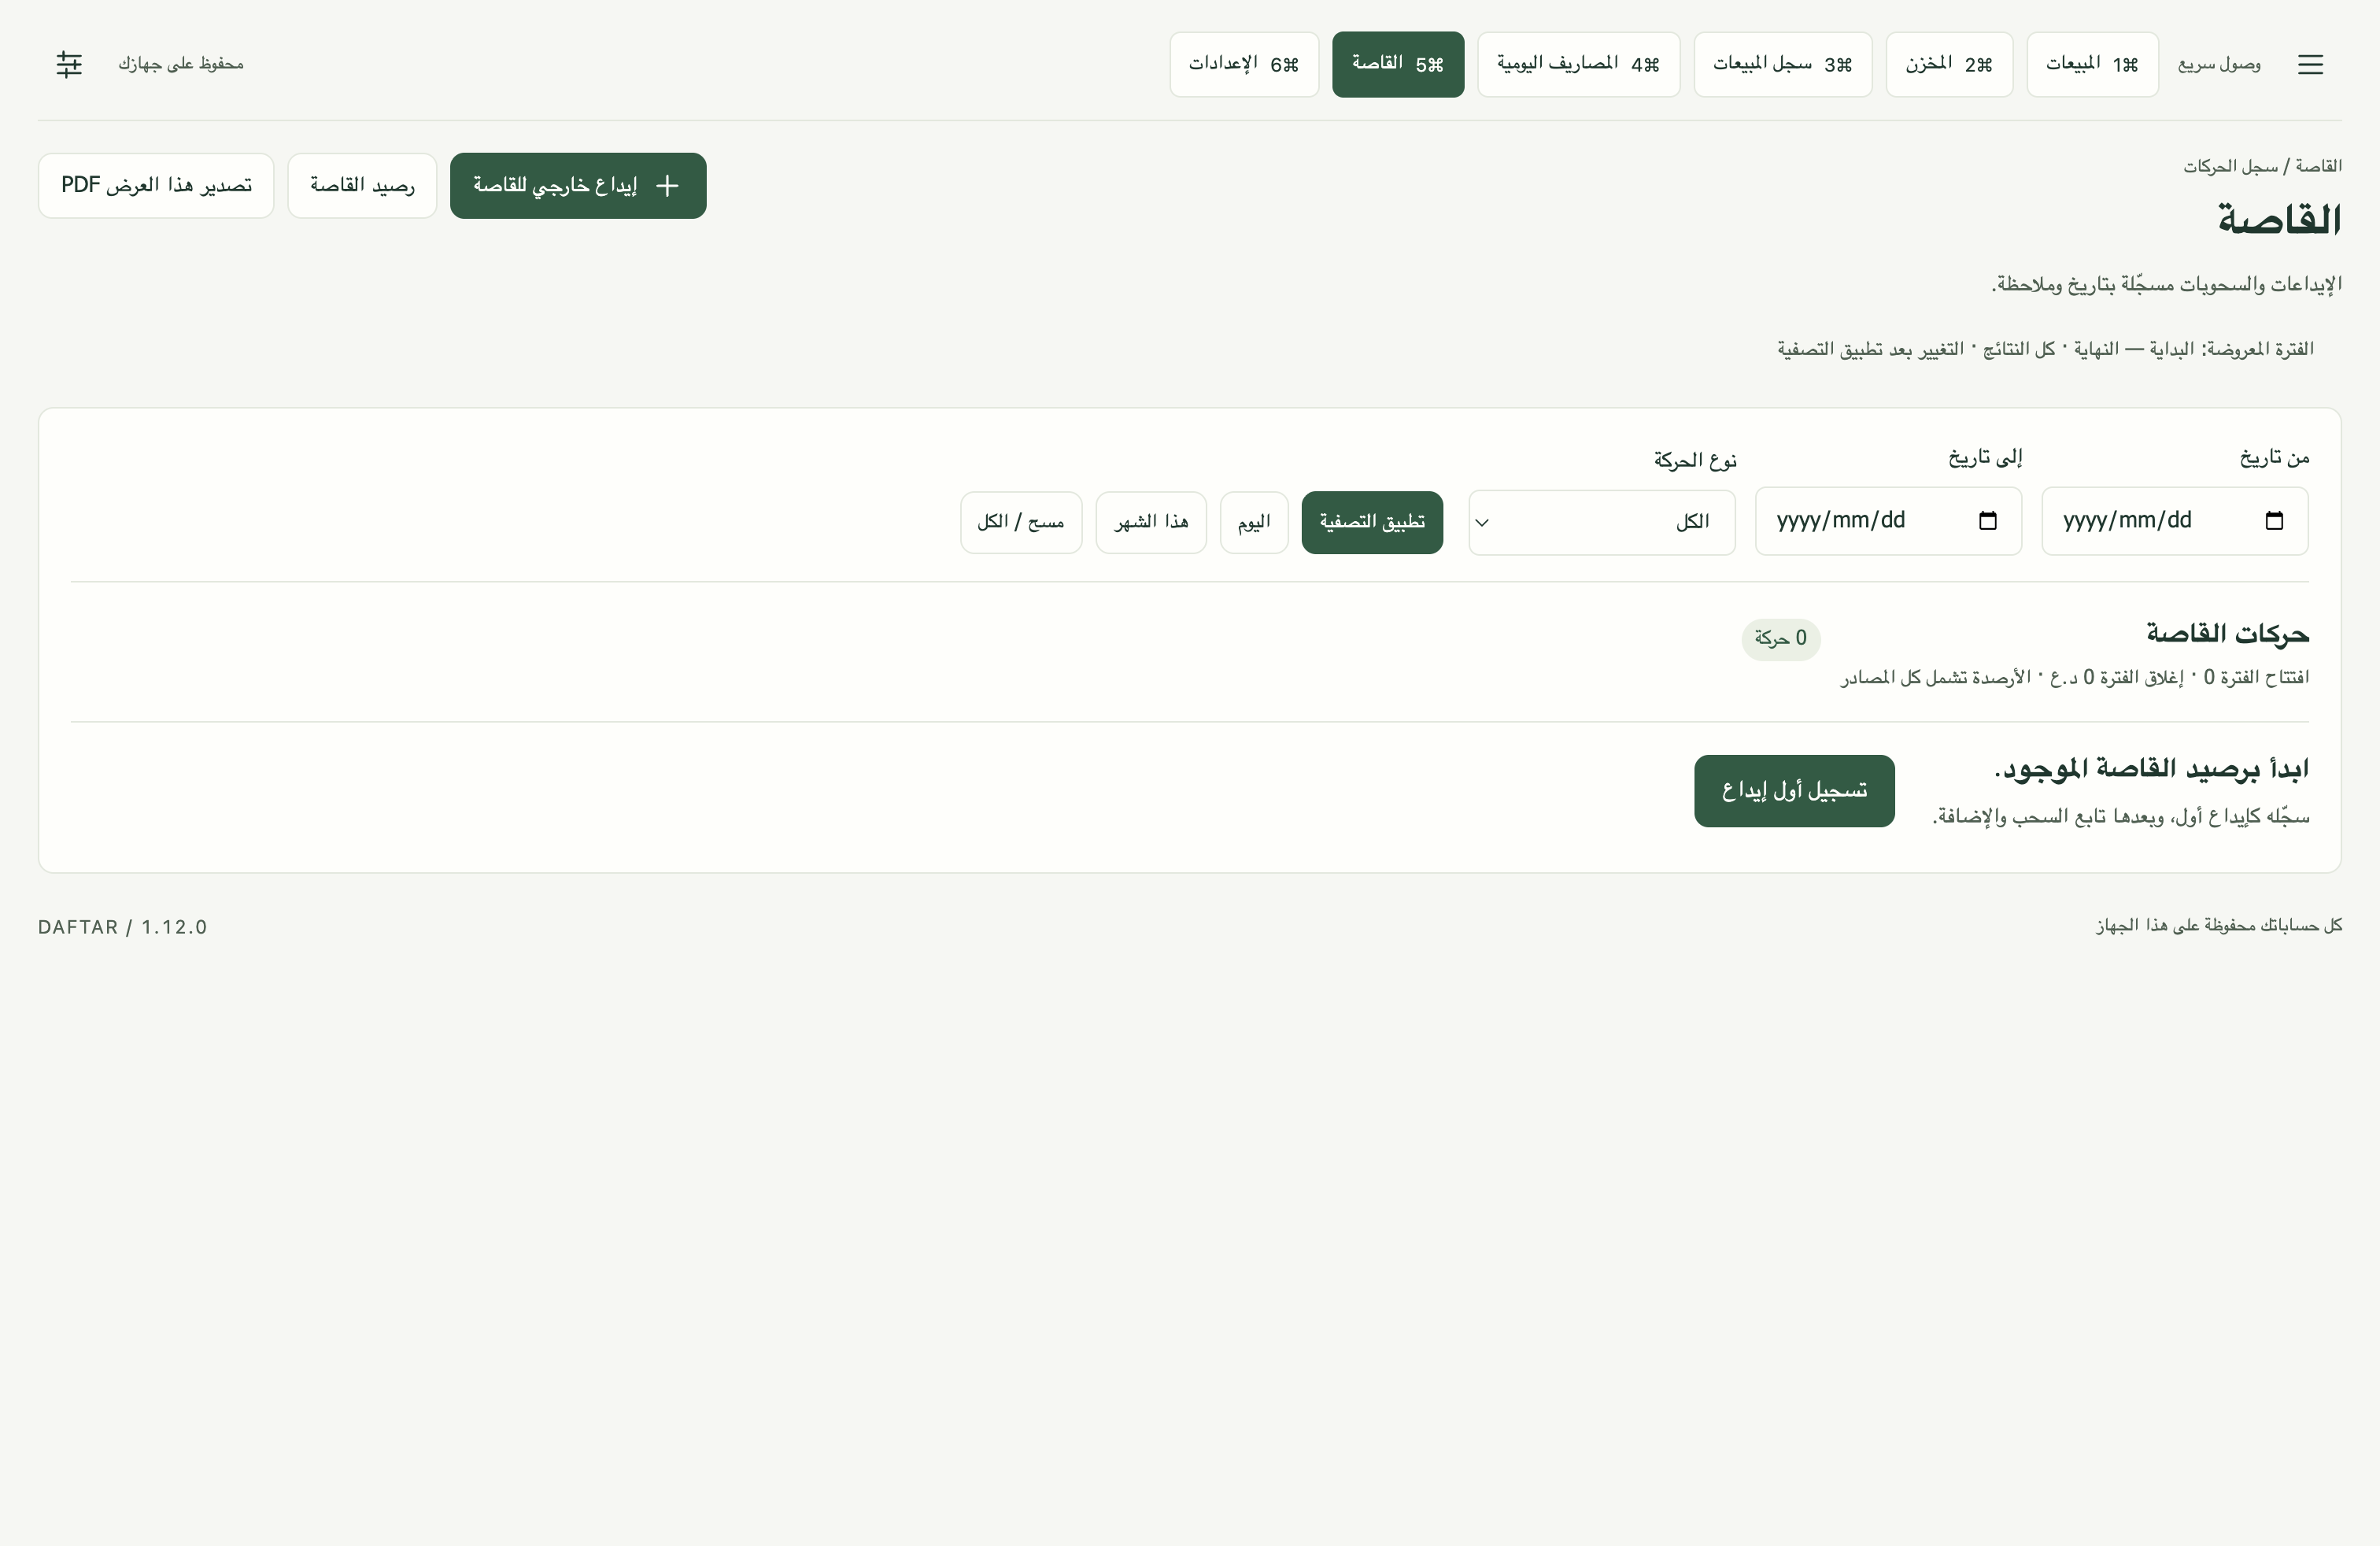 وصول سريع
⌘1 المبيعات
⌘2 المخزن
⌘3 سجل المبيعات
⌘4 المصاريف اليومية
⌘5 القاصة
⌘6 الإعدادات
محفوظ على جهازك
القاصة / سجل الحركات
القاصة
الإيداعات والسحوبات مسجّلة بتاريخ وملاحظة.
إيداع خارجي للقاصة
رصيد القاصة
تصدير هذا العرض PDF
الفترة المعروضة: البداية — النهاية · كل النتائج · التغيير بعد تطبيق التصفية
من تاريخ
yyyy/mm/dd
إلى تاريخ
yyyy/mm/dd
نوع الحركة
الكل
تطبيق التصفية
اليوم
هذا الشهر
مسح / الكل
حركات القاصة
0 حركة
افتتاح الفترة 0 · إغلاق الفترة 0 د.ع · الأرصدة تشمل كل المصادر
ابدأ برصيد القاصة الموجود.
سجّله كإيداع أول، وبعدها تابع السحب والإضافة.
تسجيل أول إيداع
كل حساباتك محفوظة على هذا الجهاز
DAFTAR / 1.12.0